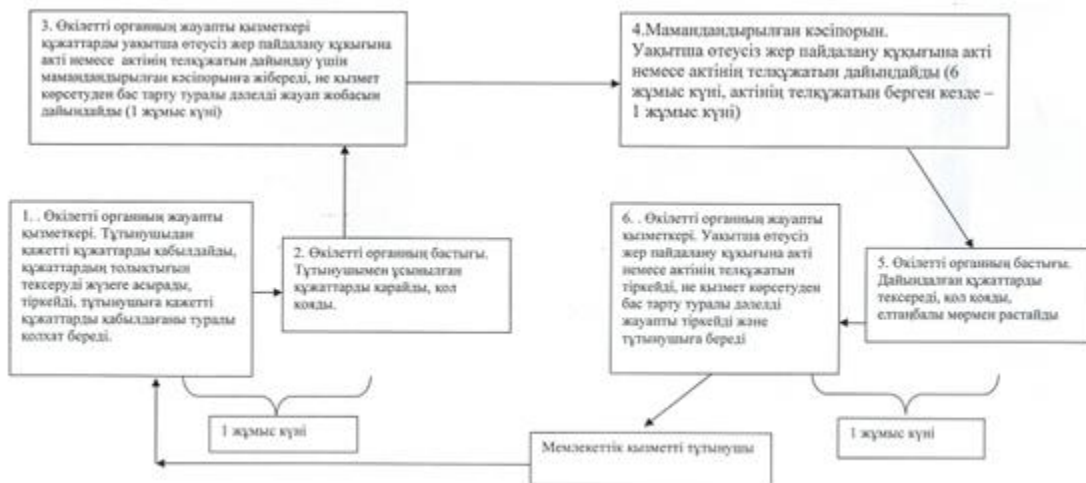 3. Өкілетті органның жауапты қызметкері
құжаттарды уақытша өтеусіз жер пайдалану құқығына
акті немесе актінің телқұжатын дайындау үшін
мамандандырылған кәсіпорынға жібереді, не қызмет
көрсетуден бас тарту туралы дәлелді жауап жобасын
дайындайды (1 жұмыс күні)
4.Мамандандырылған кәсіпорын.
Уақытша өтеусіз жер пайдалану құқығына акті
немесе актінің телқұжатын дайындайды (6
жұмыс күні, актінің телқұжатын берген кезде –
1 жұмыс күні)
1. . Өкілетті органның жауапты
қызметкері. Тұтынушыдан
қажетті құжаттарды қабылдайды,
құжаттардың толықтығын
тексеруді жүзеге асырады,
тіркейді, тұтынушыға қажетті
құжаттарды қабылдағаны туралы
қолхат береді.
2. Өкілетті органның бастығы.
Тұтынушымен ұсынылған
құжаттарды қарайды, қол
қояды.
6. . Өкілетті органның жауапты
қызметкері. Уақытша өтеусіз
жер пайдалану құқығына акті
немесе актінің телқұжатын
тіркейді, не қызмет көрсетуден
бас тарту туралы дәлелді
жауапты тіркейді және
тұтынушыға береді
5. Өкілетті органның бастығы.
Дайындалған құжаттарды
тексереді, қол қояды,
елтаңбалы мөрмен растайды
1 жұмыс күні
1 жұмыс күні
Мемлекеттік қызметті тұтынушы